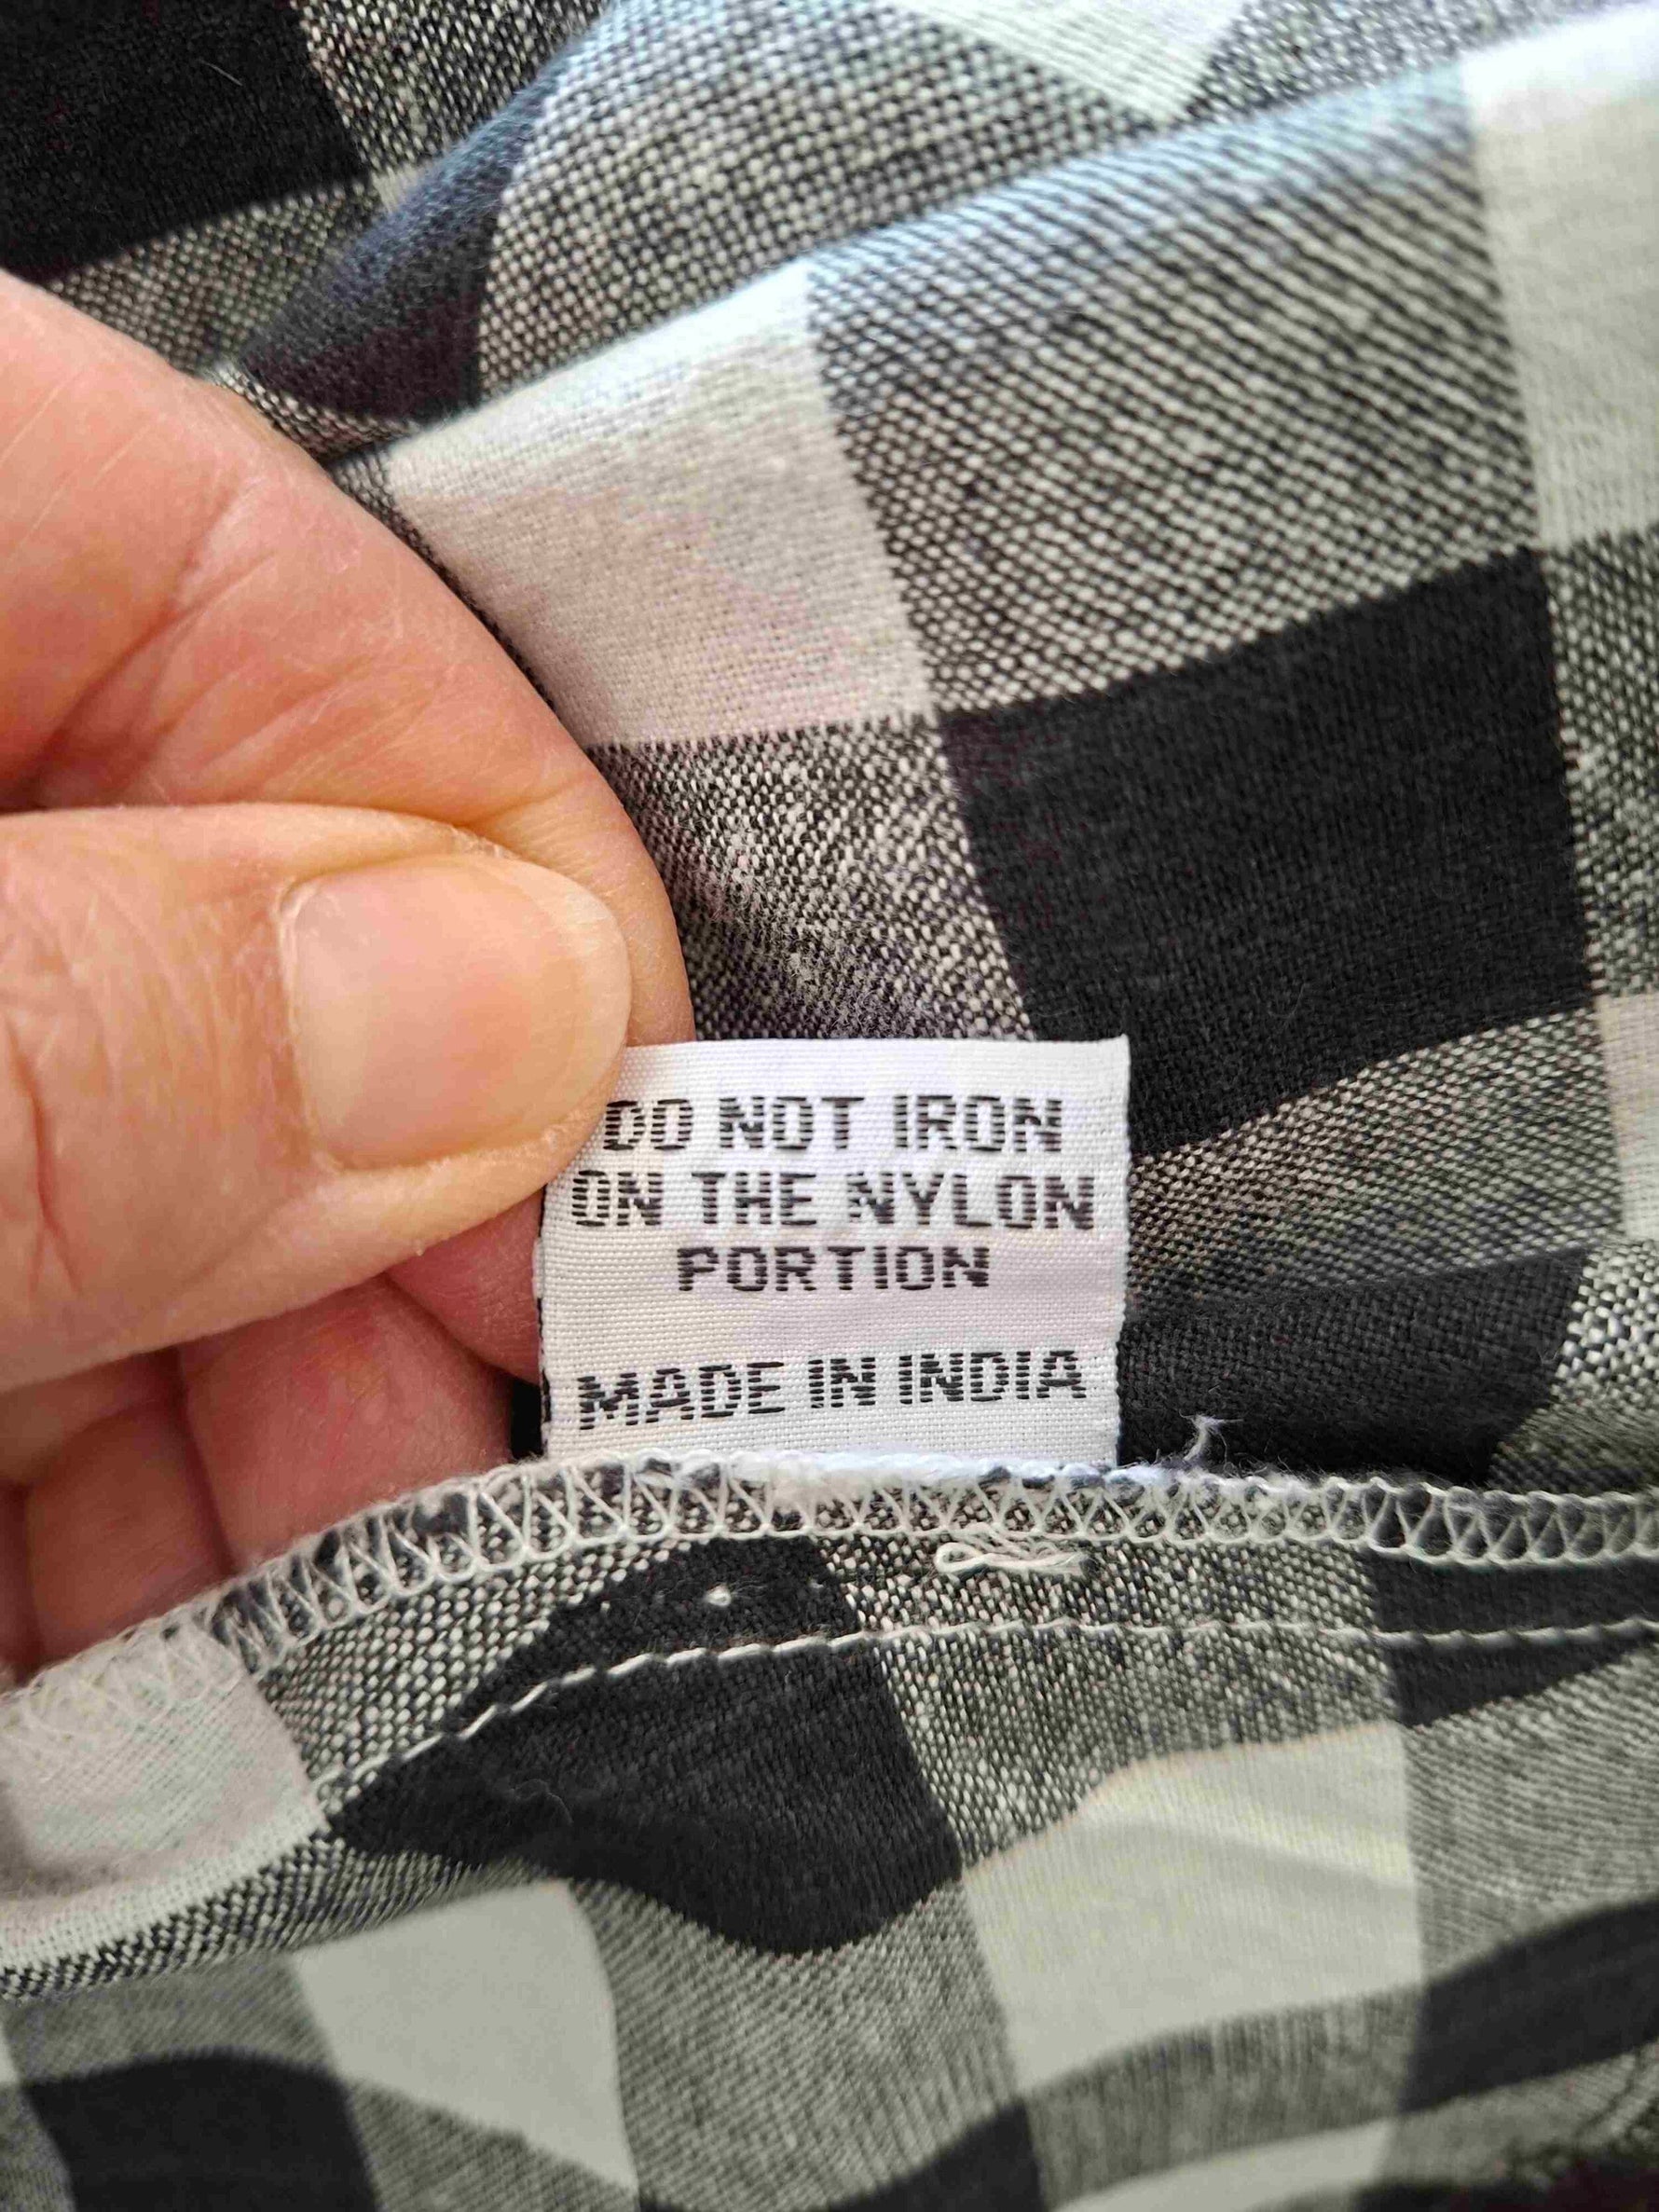 DO NOT IRON
ON THE NYLON
PORTION
MADE IN INDIA